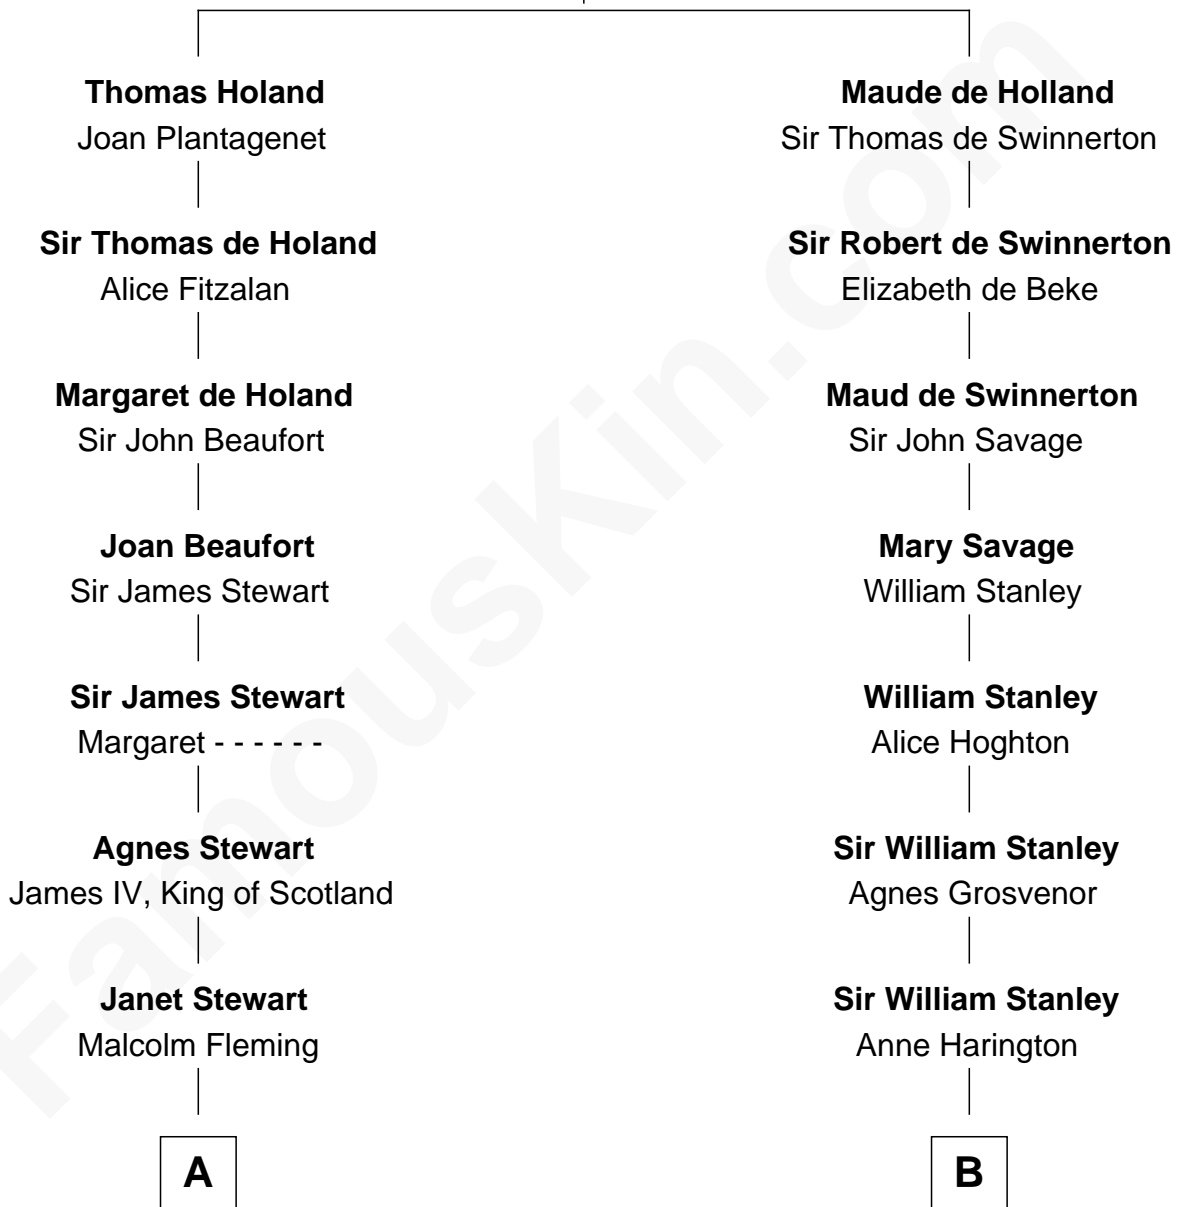 Thomas Holand
Joan Plantagenet
Sir Thomas de Holand
Alice Fitzalan
Margaret de Holand
Sir John Beaufort
Joan Beaufort
Sir James Stewart
Sir James Stewart
Margaret - - - - - -
Agnes Stewart
James IV, King of Scotland
Janet Stewart
Malcolm Fleming
A
Maude de Holland
Sir Thomas de Swinnerton
Sir Robert de Swinnerton
Elizabeth de Beke
Maud de Swinnerton
Sir John Savage
Mary Savage
William Stanley
William Stanley
Alice Hoghton
Sir William Stanley
Agnes Grosvenor
Sir William Stanley
Anne Harington
B
FamousKin.com